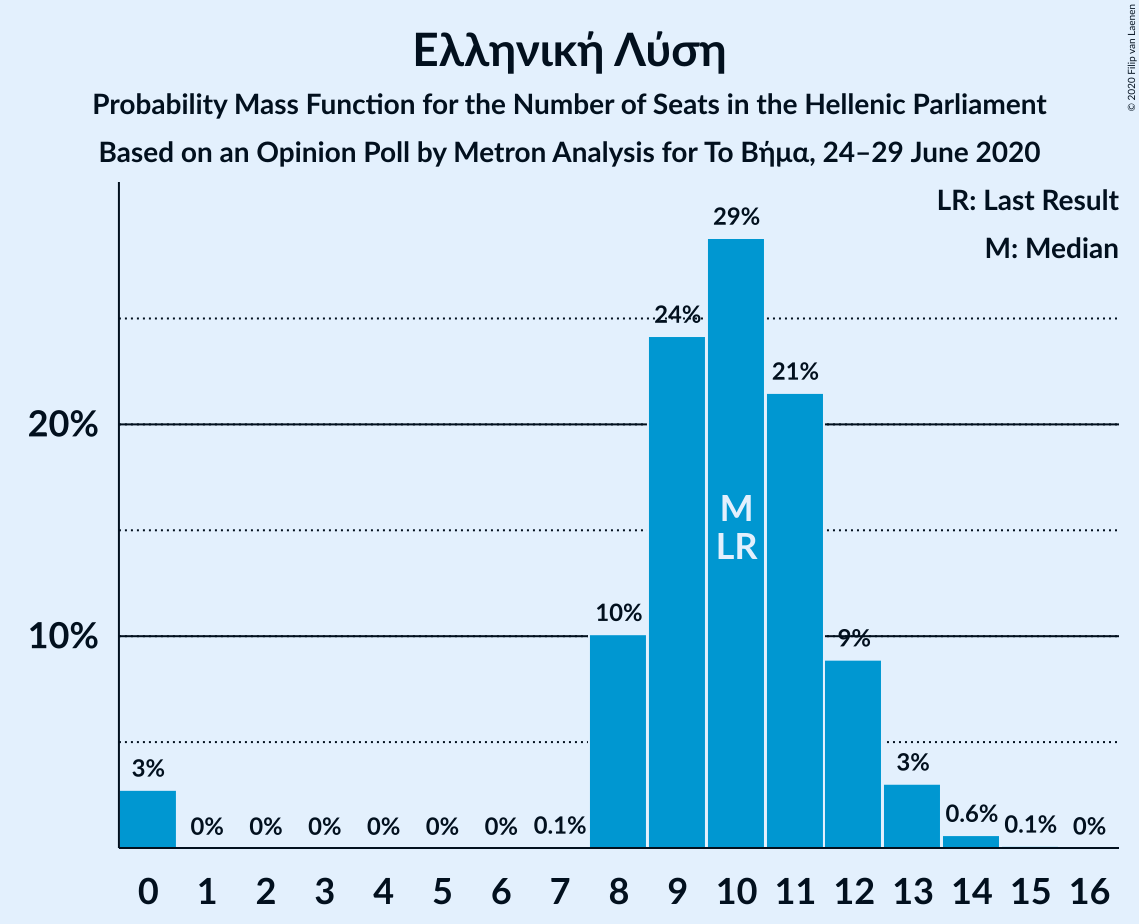 © 2020 Filip van Laenen
Ελληνική Λύση
Probability Mass Function for the Number of Seats in the Hellenic Parliament
Based on an Opinion Poll by Metron Analysis for Το Βήμα, 24–29 June 2020
LR: Last Result
M: Median
29%
24%
21%
20%
M
LR
10%
10%
9%
3%
3%
0%
0%
0%
0%
0%
0%
0.1%
0.6%
0.1%
0%
0 1 2 3 4 5 6 7 8 9 10 11 12 13 14 15 16